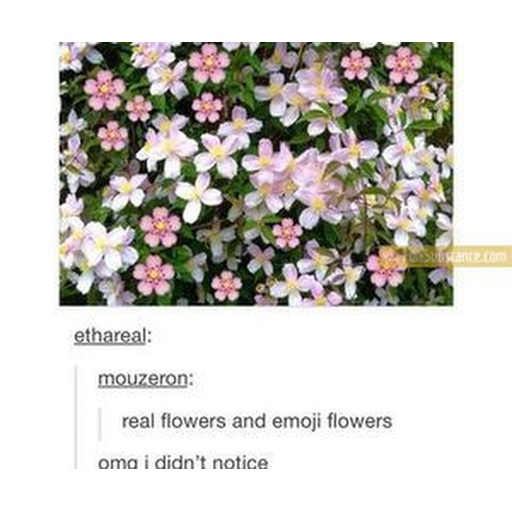 ethareal:
mouzeron:
real flowers and emoji flowers
omg i didn't notice